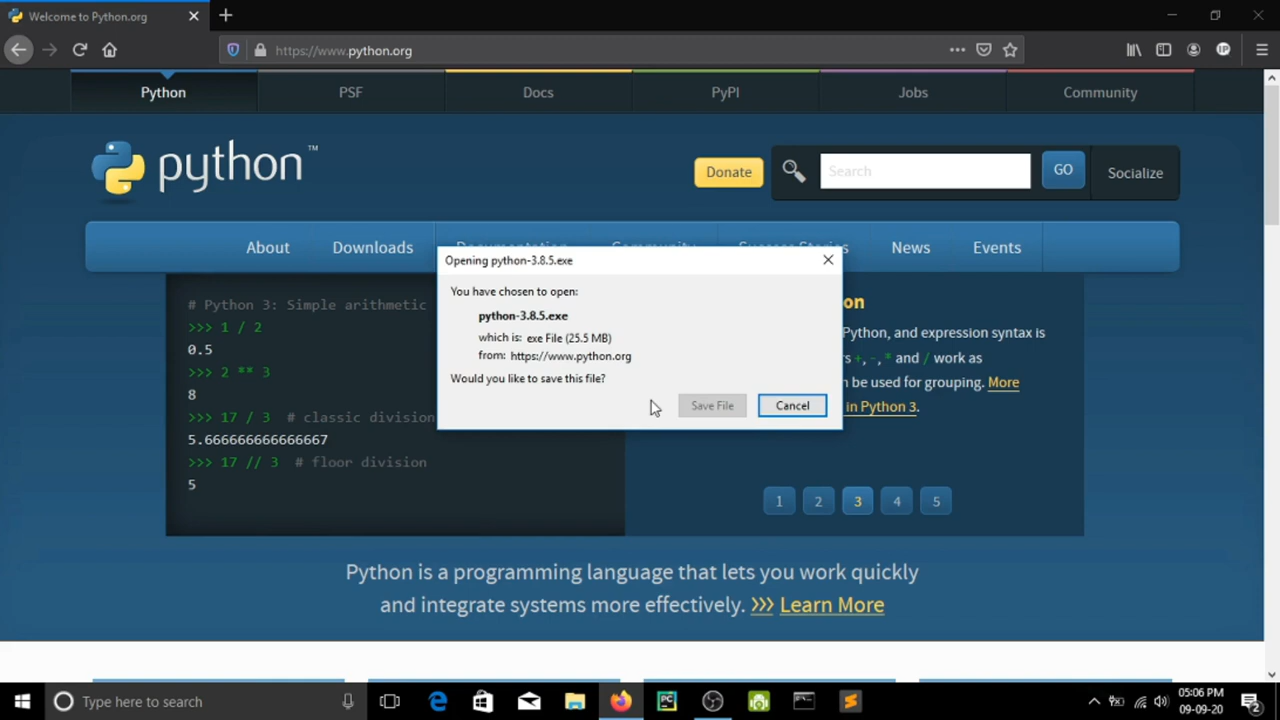 Welcome to Python.org
https://www.python.org
Python
PSF
Docs
PyPI
Jobs
Community
python™
Donate
Search
GO
Socialize
About
Downloads
Documentation
Community
Success Stories
News
Events
# Python 3: Simple arithmetic
>>> 1 / 2
0.5
>>> 2 ** 3
8
>>> 17 / 3 # classic division
5.666666666666667
>>> 17 // 3 # floor division
5
Opening python-3.8.5.exe
You have chosen to open:
python-3.8.5.exe
which is: exe File (25.5 MB)
from: https://www.python.org
Would you like to save this file?
Save File
Cancel
on
Python, and expression syntax is
+, -, * and / work as
be used for grouping. More
in Python 3.
1
2
3
4
5
Python is a programming language that lets you work quickly
and integrate systems more effectively. >>> Learn More
Type here to search
PC
05:06 PM
09-09-20
2